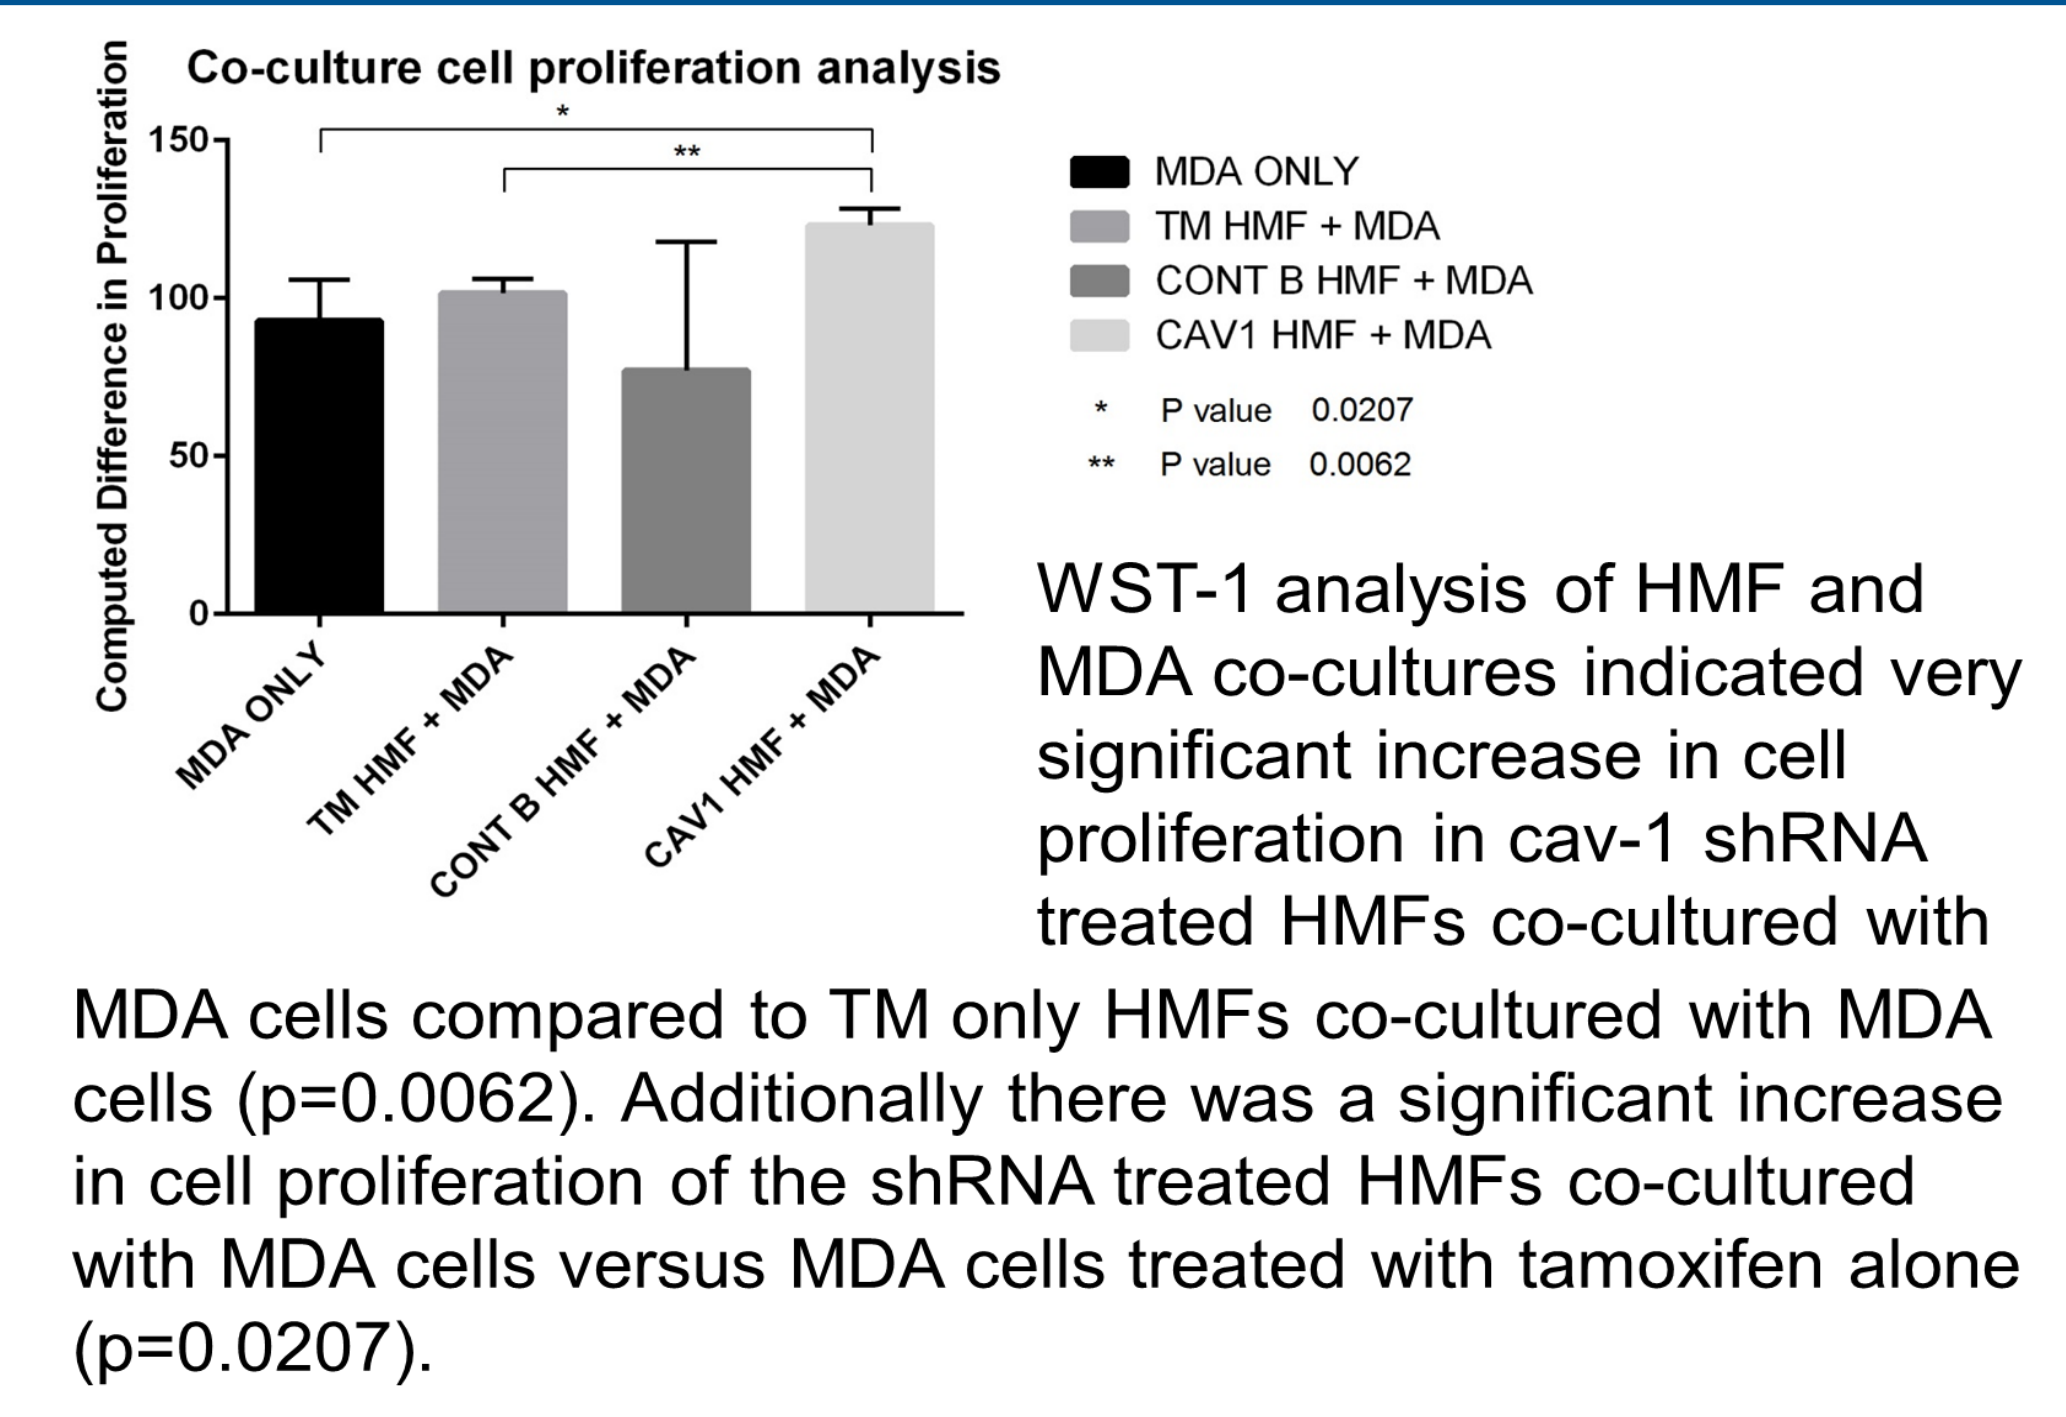 Co-culture cell proliferation analysis
Computed Difference in Proliferation
150
100
50
0
*
**
MDA ONLY
TM HMF + MDA
CONT B HMF + MDA
CAV1 HMF + MDA
MDA ONLY
TM HMF + MDA
CONT B HMF + MDA
CAV1 HMF + MDA
* P value 0.0207
** P value 0.0062
WST-1 analysis of HMF and
MDA co-cultures indicated very
significant increase in cell
proliferation in cav-1 shRNA
treated HMFs co-cultured with
MDA cells compared to TM only HMFs co-cultured with MDA
cells (p=0.0062). Additionally there was a significant increase
in cell proliferation of the shRNA treated HMFs co-cultured
with MDA cells versus MDA cells treated with tamoxifen alone
(p=0.0207).